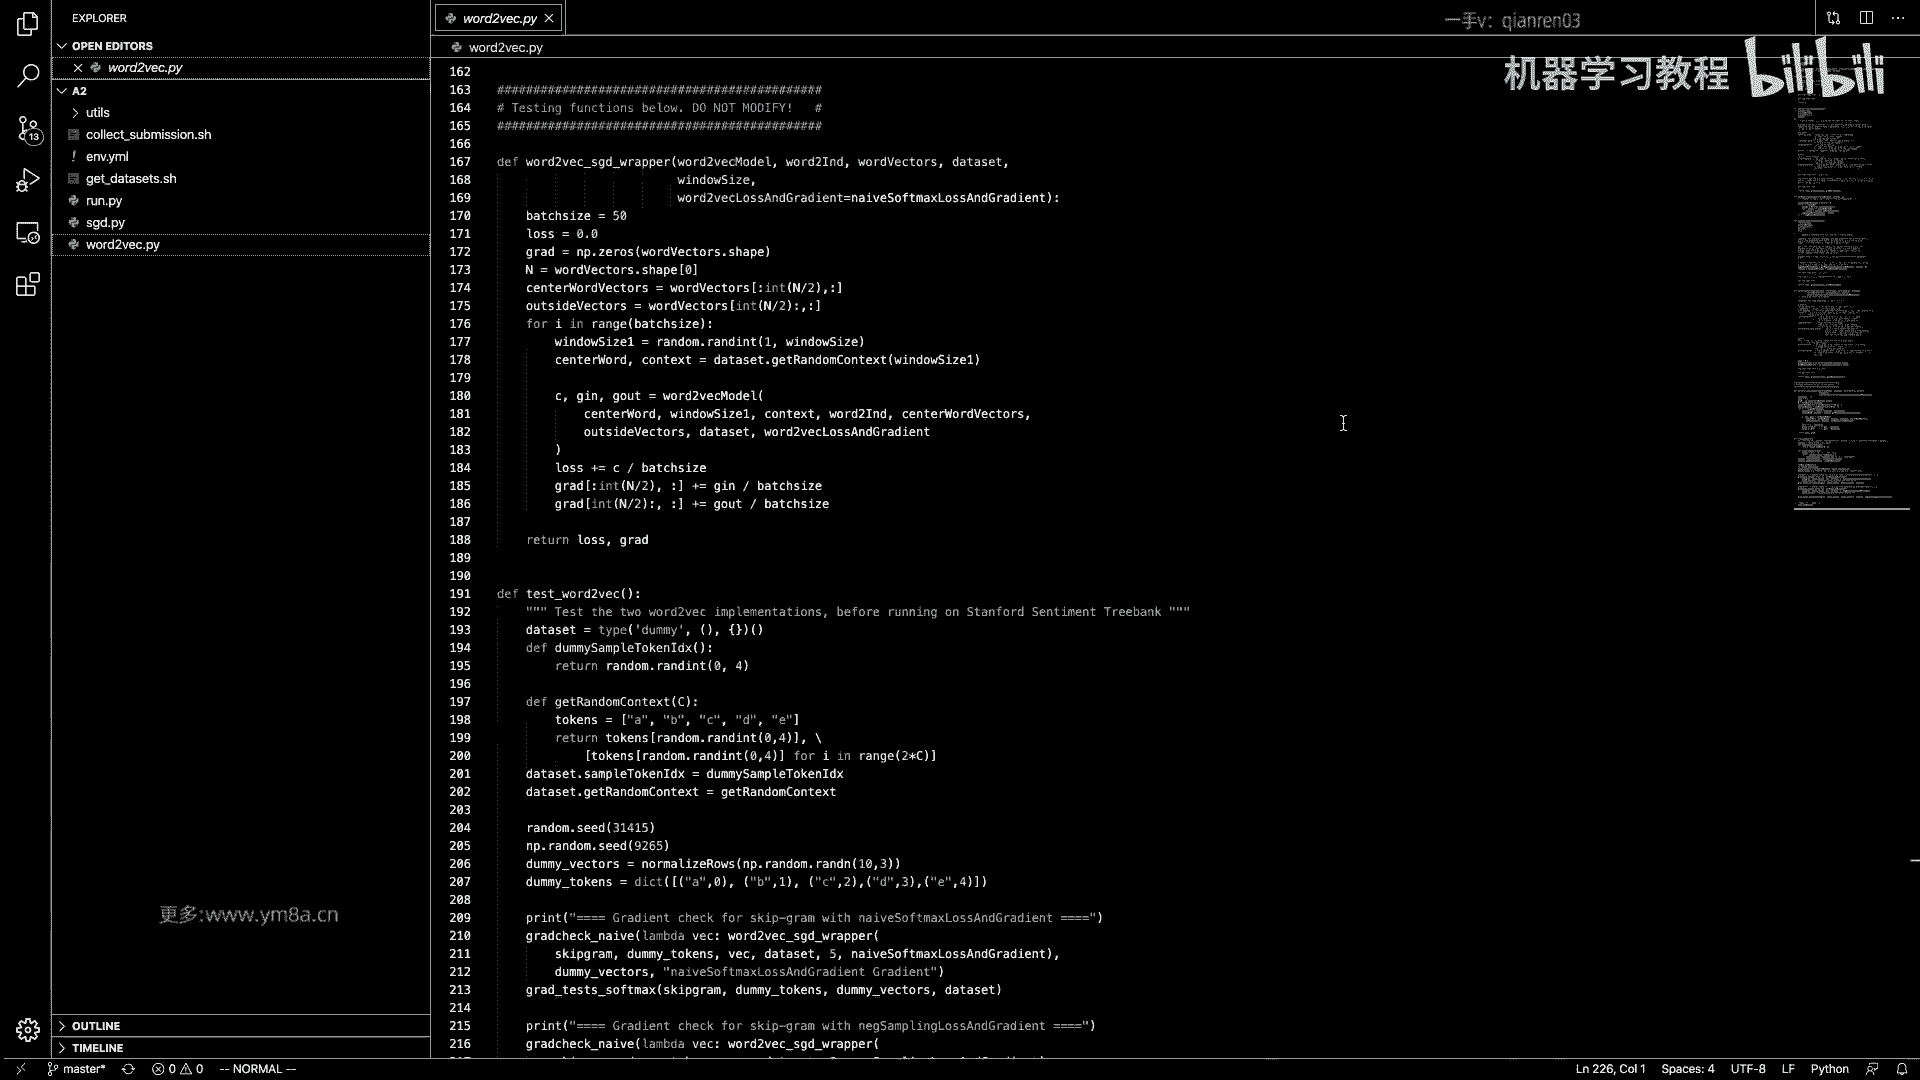 EXPLORER
OPEN EDITORS
word2vec.py
A2
utils
collect_submission.sh
! env.yml
get_datasets.sh
run.py
sgd.py
word2vec.py
13
更多:www.ym8a.cn
OUTLINE
TIMELINE
word2vec.py
word2vec.py
一手v: qianren03
机器学习教程 bilibili
162
163 #############################################
164 # Testing functions below. DO NOT MODIFY!   #
165 #############################################
166
167 def word2vec_sgd_wrapper(word2vecModel, word2Ind, wordVectors, dataset,
168                          windowSize,
169                          word2vecLossAndGradient=naiveSoftmaxLossAndGradient):
170     batchsize = 50
171     loss = 0.0
172     grad = np.zeros(wordVectors.shape)
173     N = wordVectors.shape[0]
174     centerWordVectors = wordVectors[:int(N/2),:]
175     outsideVectors = wordVectors[int(N/2):,:]
176     for i in range(batchsize):
177         windowSize1 = random.randint(1, windowSize)
178         centerWord, context = dataset.getRandomContext(windowSize1)
179
180         c, gin, gout = word2vecModel(
181             centerWord, windowSize1, context, word2Ind, centerWordVectors,
182             outsideVectors, dataset, word2vecLossAndGradient
183         )
184         loss += c / batchsize
185         grad[:int(N/2), :] += gin / batchsize
186         grad[int(N/2):, :] += gout / batchsize
187
188     return loss, grad
189
190
191 def test_word2vec():
192     """ Test the two word2vec implementations, before running on Stanford Sentiment Treebank """
193     dataset = type('dummy', (), {})()
194     def dummySampleTokenIdx():
195         return random.randint(0, 4)
196
197     def getRandomContext(C):
198         tokens = ["a", "b", "c", "d", "e"]
199         return tokens[random.randint(0,4)], \
200             [tokens[random.randint(0,4)] for i in range(2*C)]
201     dataset.sampleTokenIdx = dummySampleTokenIdx
202     dataset.getRandomContext = getRandomContext
203
204     random.seed(31415)
205     np.random.seed(9265)
206     dummy_vectors = normalizeRows(np.random.randn(10,3))
207     dummy_tokens = dict([("a",0), ("b",1), ("c",2),("d",3),("e",4)])
208
209     print("==== Gradient check for skip-gram with naiveSoftmaxLossAndGradient ====")
210     gradcheck_naive(lambda vec: word2vec_sgd_wrapper(
211         skipgram, dummy_tokens, vec, dataset, 5, naiveSoftmaxLossAndGradient),
212         dummy_vectors, "naiveSoftmaxLossAndGradient Gradient")
213     grad_tests_softmax(skipgram, dummy_tokens, dummy_vectors, dataset)
214
215     print("==== Gradient check for skip-gram with negSamplingLossAndGradient ====")
216     gradcheck_naive(lambda vec: word2vec_sgd_wrapper(
master* 0 0 -- NORMAL -- Ln 226, Col 1 Spaces: 4 UTF-8 LF Python